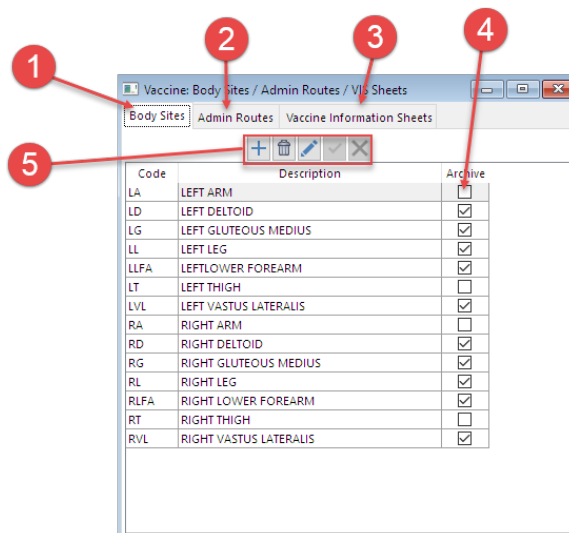 2 3 4
1
Vaccine: Body Sites / Admin Routes / VIS Sheets
Body Sites Admin Routes Vaccine Information Sheets
5
Code Description Archive
LA LEFT ARM
LD LEFT DELTOID
LG LEFT GLUTEOUS MEDIUS
LL LEFT LEG
LLFA LEFTLOWER FOREARM
LT LEFT THIGH
LVL LEFT VASTUS LATERALIS
RA RIGHT ARM
RD RIGHT DELTOID
RG RIGHT GLUTEOUS MEDIUS
RL RIGHT LEG
RLFA RIGHT LOWER FOREARM
RT RIGHT THIGH
RVL RIGHT VASTUS LATERALIS